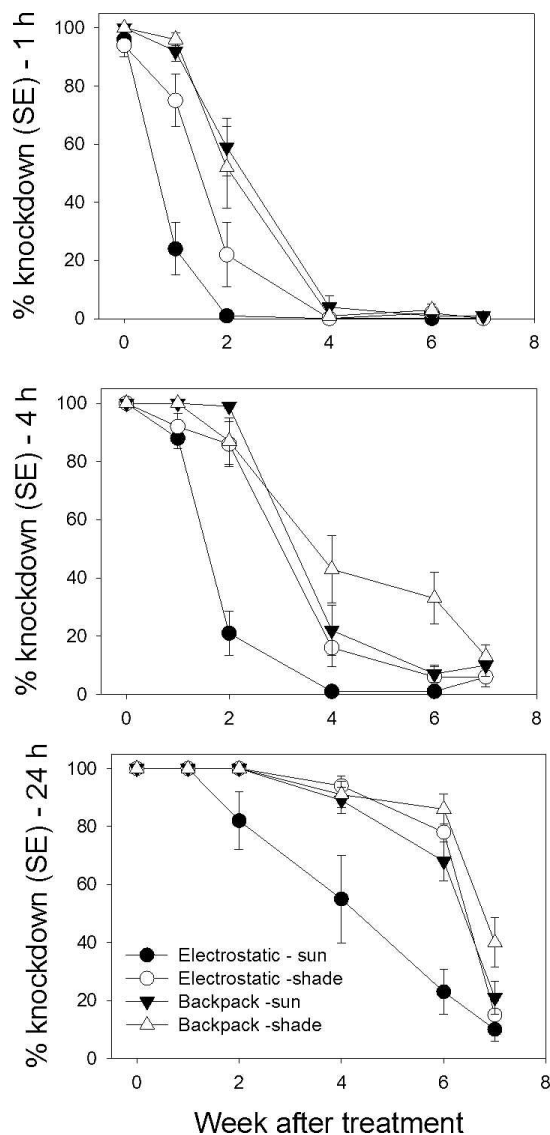 % knockdown (SE) - 1 h
100
80
60
40
20
0
0 2 4 6 8
% knockdown (SE) - 4 h
100
80
60
40
20
0
0 2 4 6 8
% knockdown (SE) - 24 h
100
80
60
40
20
0
Electrostatic - sun
Electrostatic -shade
Backpack -sun
Backpack -shade
0 2 4 6 8
Week after treatment